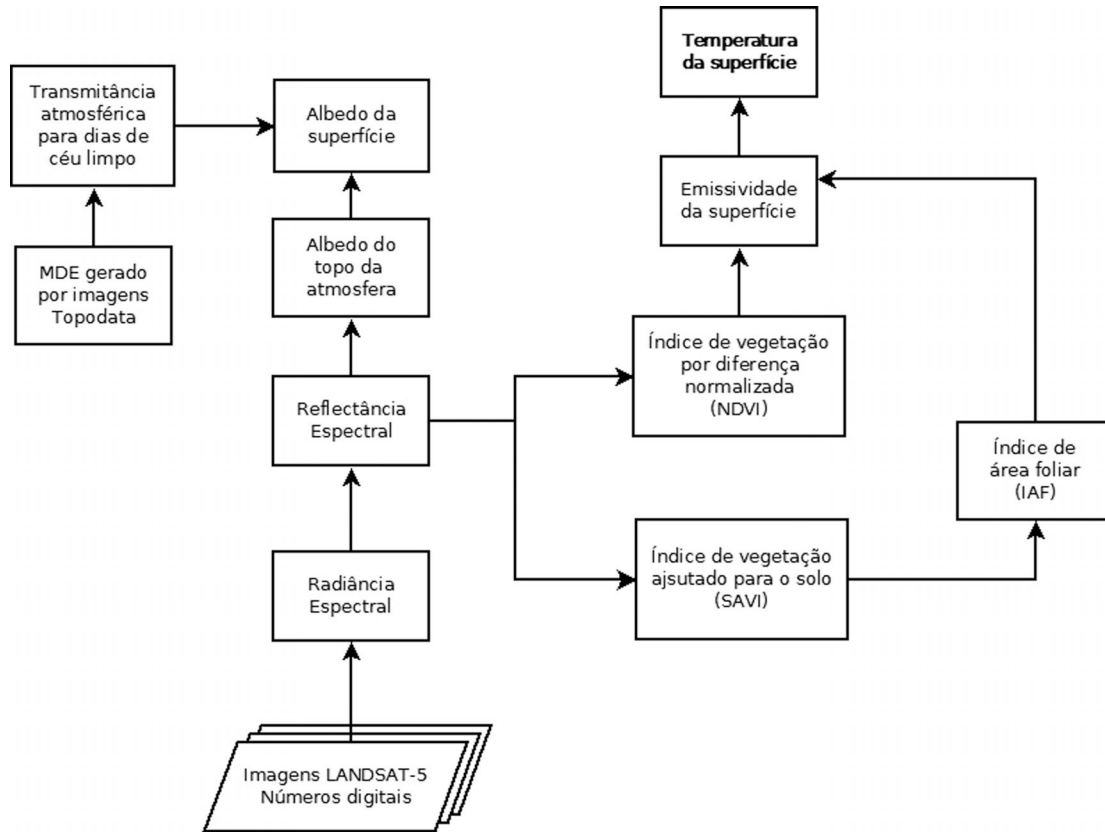 Temperatura
da superfície
Transmitância
atmosférica
para dias de
céu limpo
Albedo da
superfície
Emissividade
da superfície
MDE gerado
por imagens
Topodata
Albedo do
topo da
atmosfera
Índice de vegetação
por diferença
normalizada
(NDVI)
Reflectância
Espectral
Índice de
área foliar
(IAF)
Radiância
Espectral
Índice de vegetação
ajsutado para o solo
(SAVI)
Imagens LANDSAT-5
Números digitais